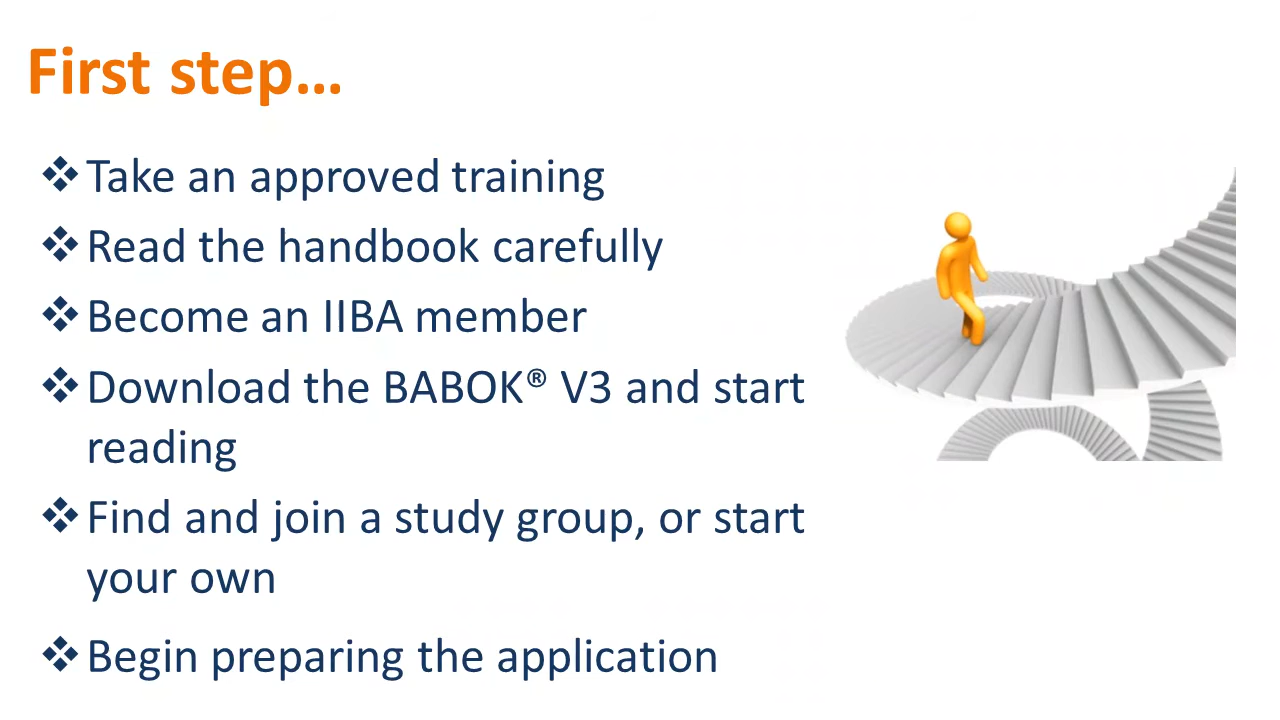 First step…
❖ Take an approved training
❖ Read the handbook carefully
❖ Become an IIBA member
❖ Download the BABOK® V3 and start
reading
❖ Find and join a study group, or start
your own
❖ Begin preparing the application